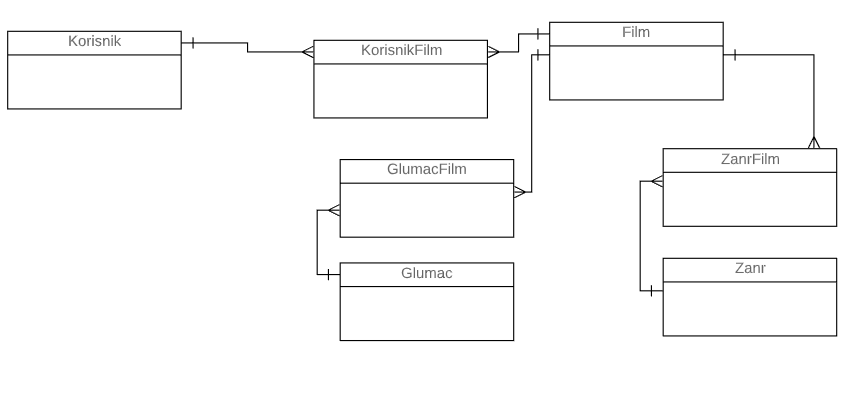 Korisnik
KorisnikFilm
Film
GlumacFilm
ZanrFilm
Glumac
Zanr